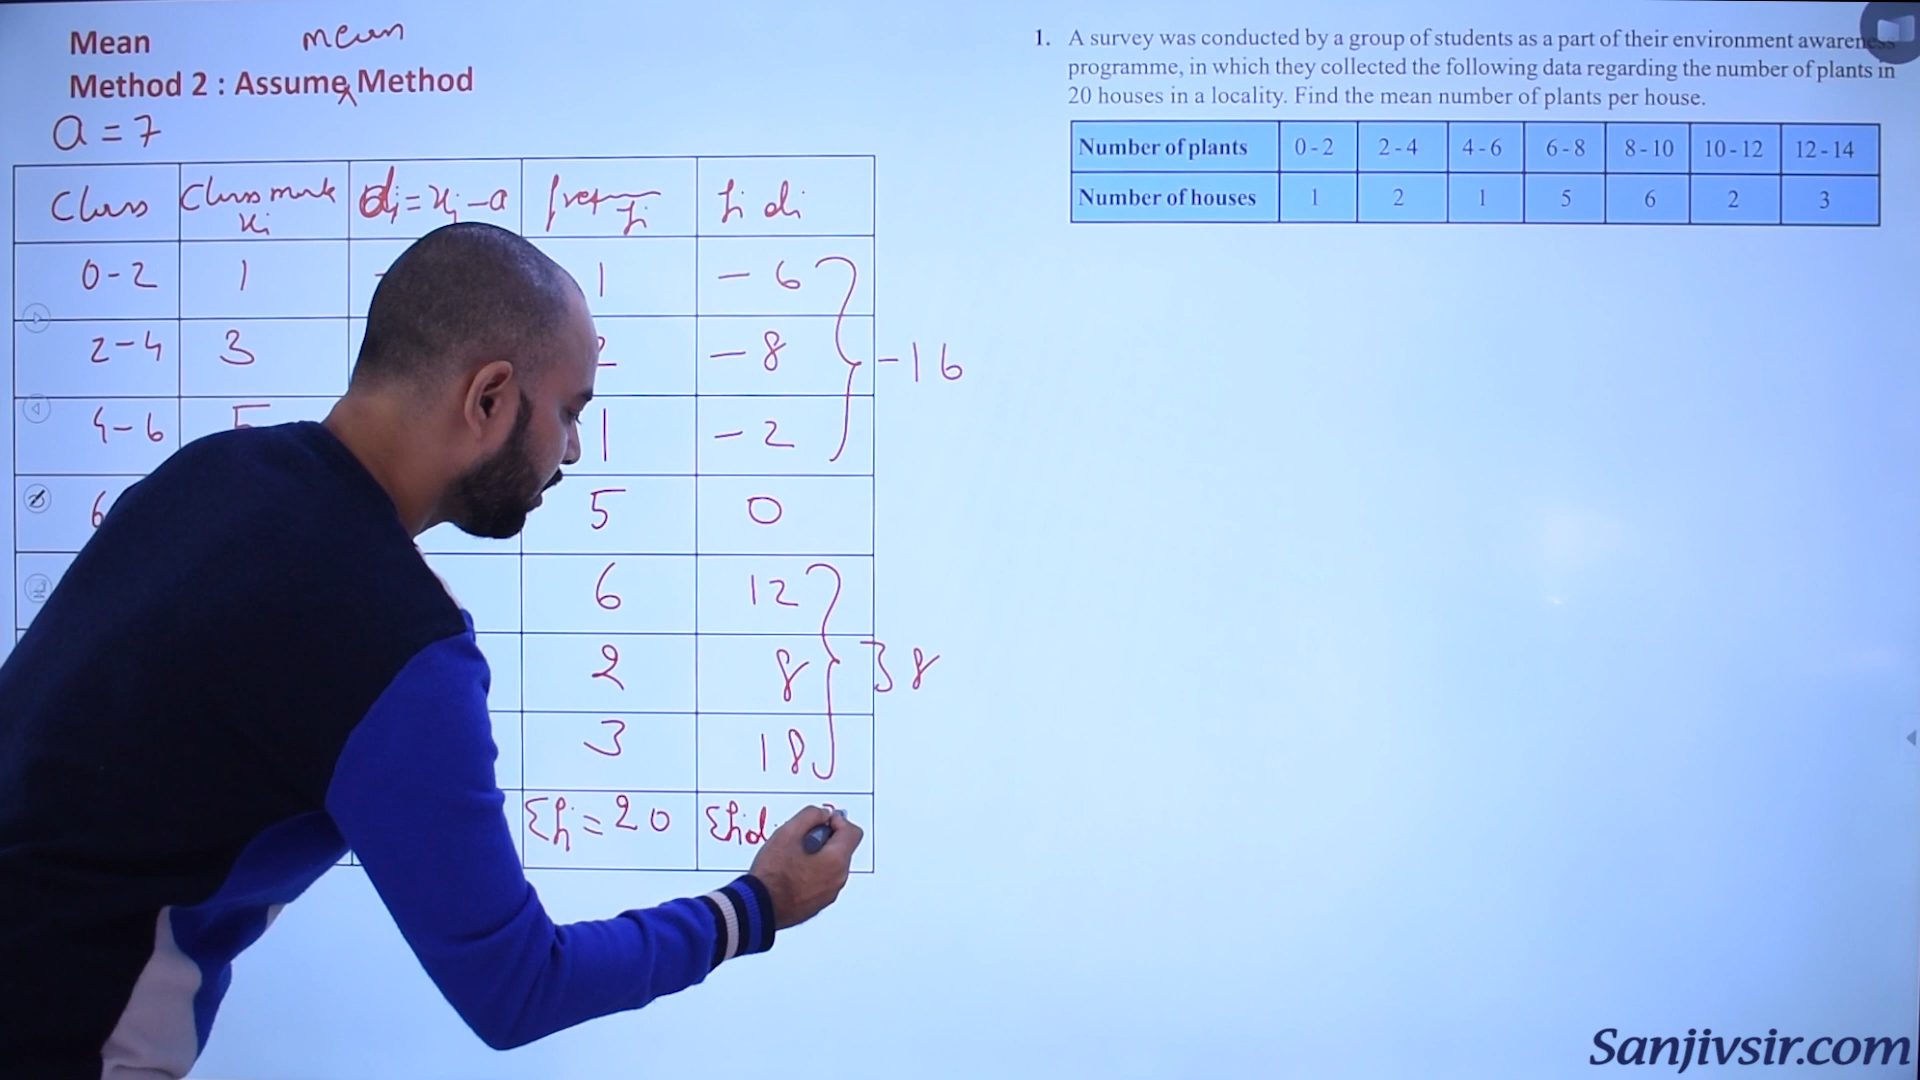 Mean
mean
Method 2 : Assume Method
a = 7
Class Class mark xi di = xi - a freq fi fi di
0-2 1 1 -6
2-4 3 2 -8
-16
4-6 5 1 -2
6 5 0
6 12
2 8
38
3 18
Σfi = 20 Σfidi
1. A survey was conducted by a group of students as a part of their environment awareness
programme, in which they collected the following data regarding the number of plants in
20 houses in a locality. Find the mean number of plants per house.
Number of plants 0 - 2 2 - 4 4 - 6 6 - 8 8 - 10 10 - 12 12 - 14
Number of houses 1 2 1 5 6 2 3
Sanjivsir.com